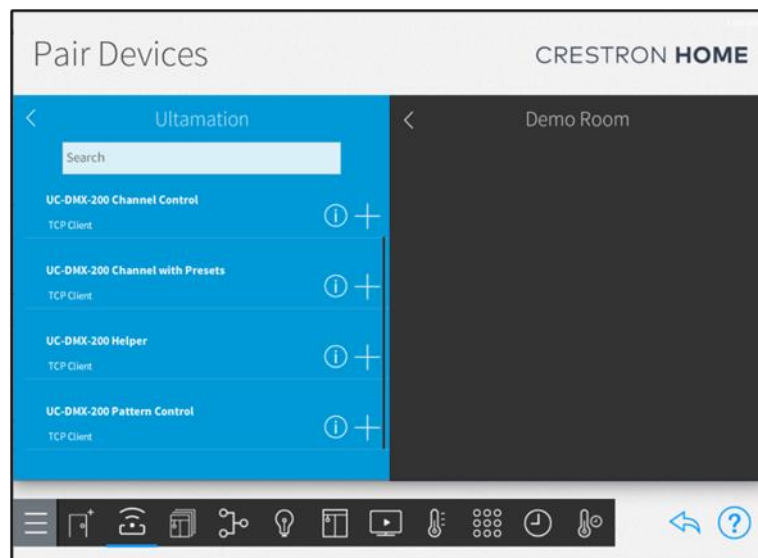 Pair Devices
CRESTRON HOME
Ultamation
Demo Room
Search
UC-DMX-200 Channel Control
TCP Client
UC-DMX-200 Channel with Presets
TCP Client
UC-DMX-200 Helper
TCP Client
UC-DMX-200 Pattern Control
TCP Client